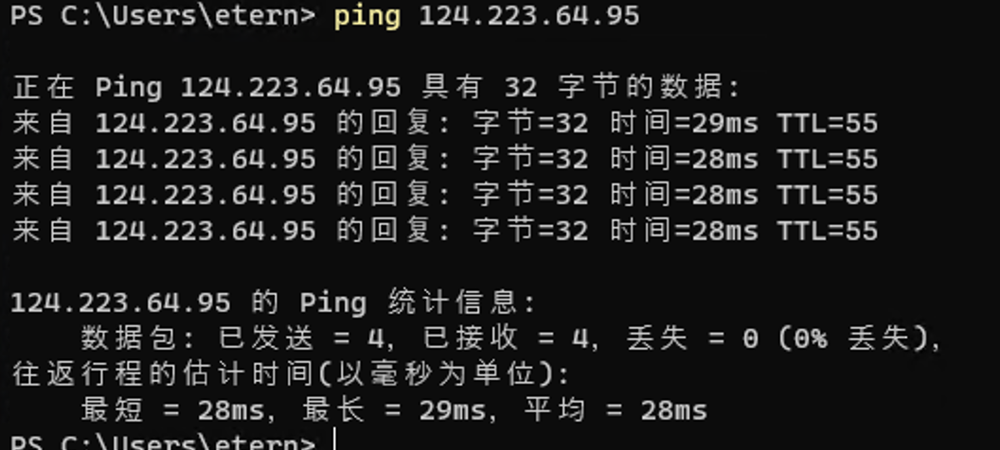 PS C:\Users\etern> ping 124.223.64.95
正在 Ping 124.223.64.95 具有 32 字节的数据:
来自 124.223.64.95 的回复: 字节=32 时间=29ms TTL=55
来自 124.223.64.95 的回复: 字节=32 时间=28ms TTL=55
来自 124.223.64.95 的回复: 字节=32 时间=28ms TTL=55
来自 124.223.64.95 的回复: 字节=32 时间=28ms TTL=55
124.223.64.95 的 Ping 统计信息:
数据包: 已发送 = 4, 已接收 = 4, 丢失 = 0 (0% 丢失),
往返行程的估计时间(以毫秒为单位):
最短 = 28ms, 最长 = 29ms, 平均 = 28ms
PS C:\Users\etern>